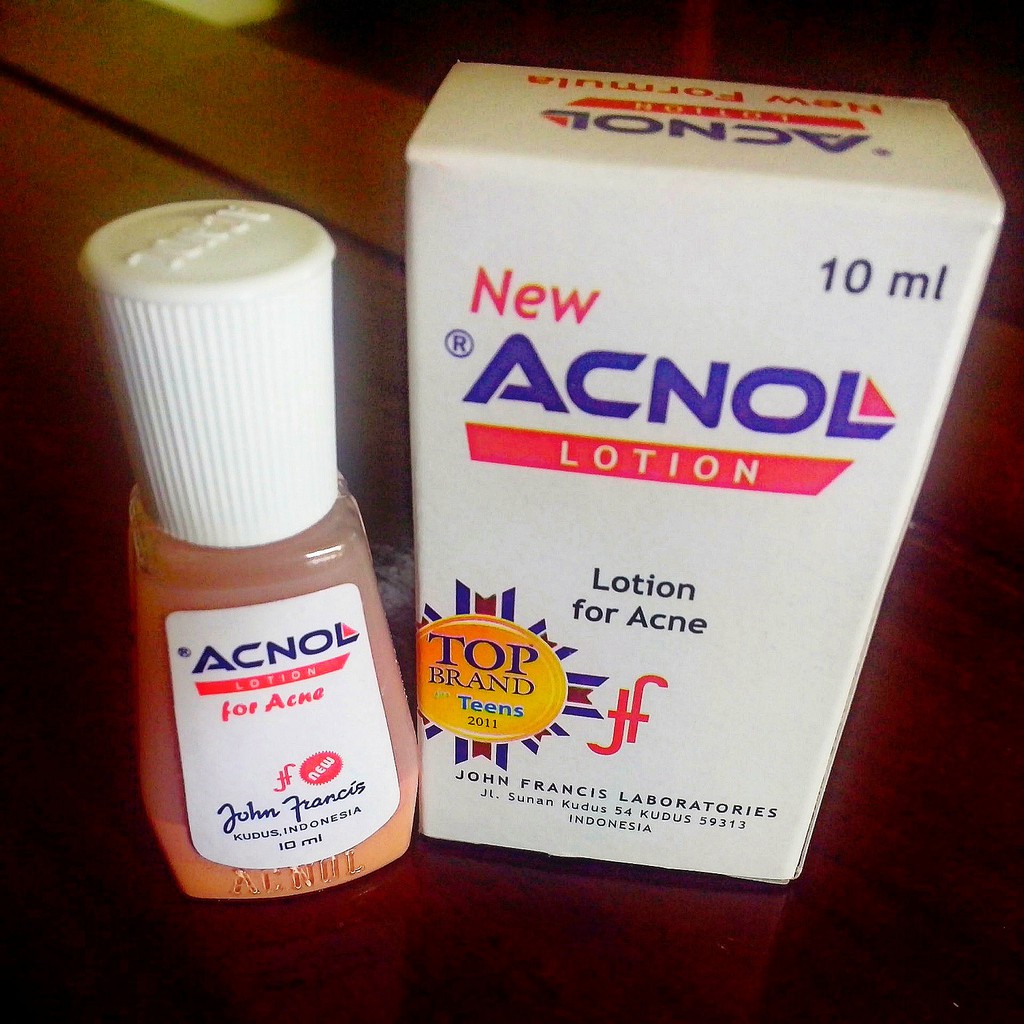 New Formula
LOTION
ACNOL®
10 ml
New
®ACNOL
LOTION
Lotion
for Acne
TOP
BRAND
for
Teens
2011
JOHN FRANCIS LABORATORIES
Jl. Sunan Kudus 54 KUDUS 59313
INDONESIA
®ACNOL
LOTION
for Acne
NEW
John Francis
KUDUS, INDONESIA
10 ml
ACNOL